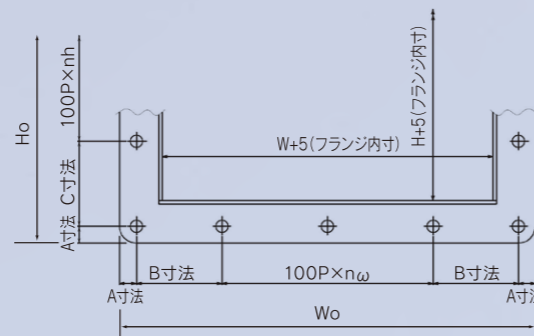 Ho
100P×nh
C寸法
A寸法
W+5(フランジ内寸)
H+5(フランジ内寸)
B寸法
100P×nω
B寸法
A寸法
A寸法
Wo